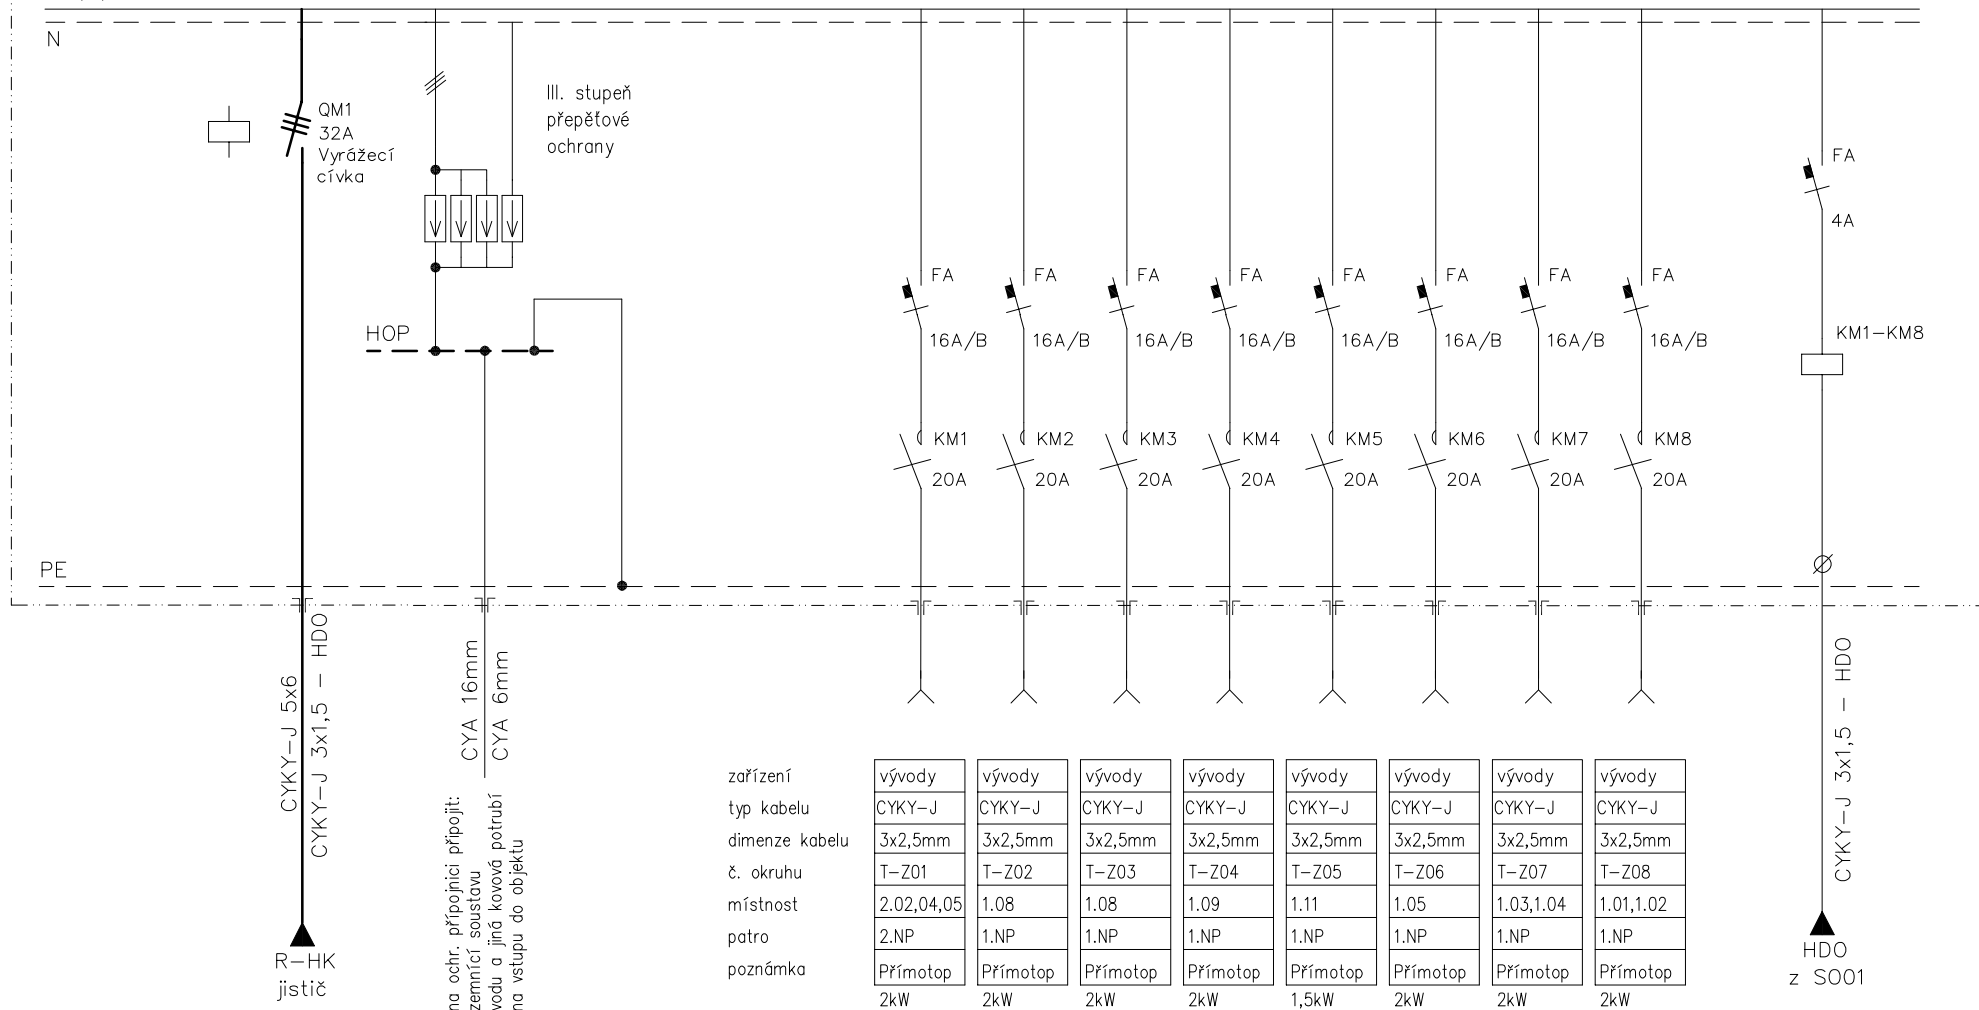 N
QM1
32A
Vyrážecí
cívka
III. stupeň
přepěťové
ochrany
HOP
FA FA FA FA FA FA FA FA
16A/B 16A/B 16A/B 16A/B 16A/B 16A/B 16A/B 16A/B
KM1 KM2 KM3 KM4 KM5 KM6 KM7 KM8
20A 20A 20A 20A 20A 20A 20A 20A
FA
4A
KM1-KM8
PE
CYKY-J 5x6
CYKY-J 3x1,5 - HDO
R-HK
jistič
CYA 16mm
CYA 6mm
na ochr. přípojnici připojit:
zemnící soustavu
vodu a jiná kovová potrubí
na vstupu do objektu
zařízení vývody vývody vývody vývody vývody vývody vývody vývody
typ kabelu CYKY-J CYKY-J CYKY-J CYKY-J CYKY-J CYKY-J CYKY-J CYKY-J
dimenze kabelu 3x2,5mm 3x2,5mm 3x2,5mm 3x2,5mm 3x2,5mm 3x2,5mm 3x2,5mm 3x2,5mm
č. okruhu T-Z01 T-Z02 T-Z03 T-Z04 T-Z05 T-Z06 T-Z07 T-Z08
místnost 2.02,04,05 1.08 1.08 1.09 1.11 1.05 1.03,1.04 1.01,1.02
patro 2.NP 1.NP 1.NP 1.NP 1.NP 1.NP 1.NP 1.NP
poznámka Přímotop Přímotop Přímotop Přímotop Přímotop Přímotop Přímotop Přímotop
2kW 2kW 2kW 2kW 1,5kW 2kW 2kW 2kW
CYKY-J 3x1,5 - HDO
HDO
z SO01